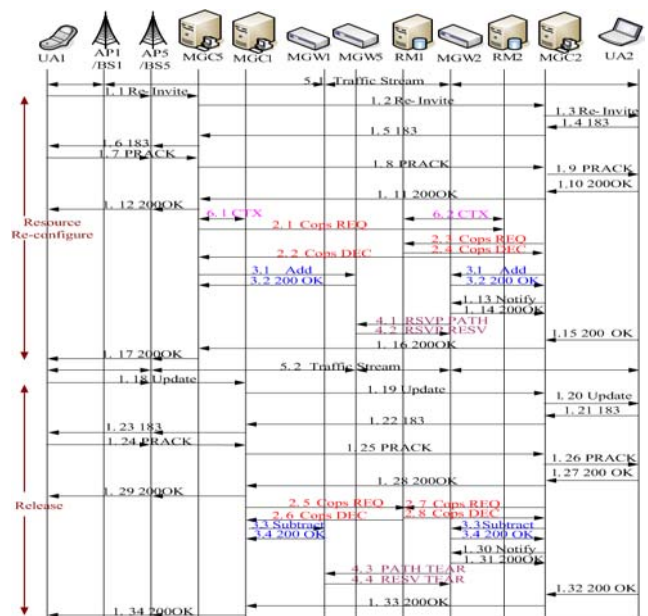 UA1 AP1 /BS1 AP5 /BS5 MGC5 MGC1 MGW1 MGW5 RM1 MGW2 RM2 MGC2 UA2
5.1 Traffic Stream
1.1 Re-Invite
1.2 Re-Invite
1.3 Re-Invite
1.4 183
1.5 183
1.6 183
1.7 PRACK
1.8 PRACK
1.9 PRACK
1.10 200OK
1.11 200OK
1.12 200OK
Resource
Re-configure
6.1 CTX
6.2 CTX
2.1 Cops REQ
2.3 Cops REQ
2.2 Cops DEC
2.4 Cops DEC
3.1 Add
3.1 Add
3.2 200 OK
3.2 200 OK
1.13 Notify
1.14 200OK
4.1 RSVP PATH
4.2 RSVP RESV
1.15 200 OK
1.16 200OK
1.17 200OK
5.2 Traffic Stream
1.18 Update
1.19 Update
1.20 Update
1.21 183
1.22 183
1.23 183
1.24 PRACK
1.25 PRACK
1.26 PRACK
1.27 200 OK
1.28 200OK
1.29 200OK
Release
2.5 Cops REQ
2.7 Cops REQ
2.6 Cops DEC
2.8 Cops DEC
3.3 Subtract
3.3 Subtract
3.4 200 OK
3.4 200 OK
1.30 Notify
1.31 200OK
4.3 PATH TEAR
4.4 RESV TEAR
1.32 200 OK
1.33 200OK
1.34 200OK